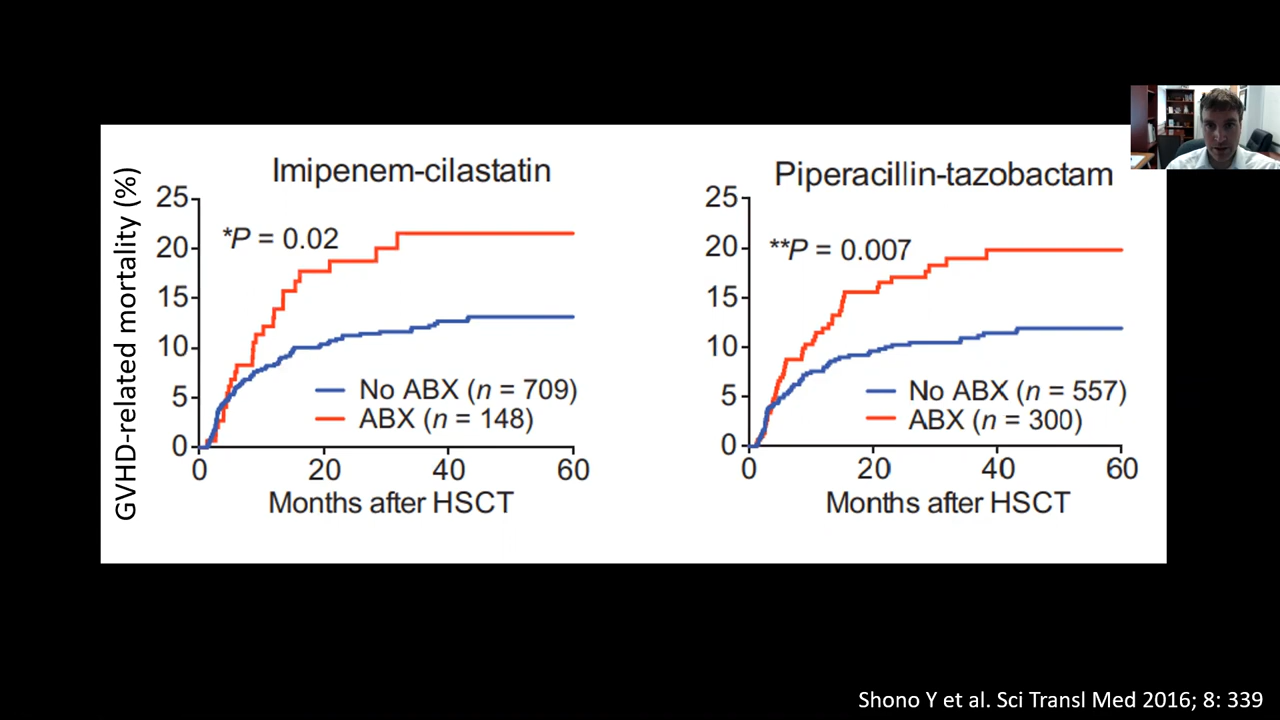 GVHD-related mortality (%)
Imipenem-cilastatin
25
20
15
10
5
0
*P = 0.02
No ABX (n = 709)
ABX (n = 148)
0 20 40 60
Months after HSCT
Piperacillin-tazobactam
25
20
15
10
5
0
**P = 0.007
No ABX (n = 557)
ABX (n = 300)
0 20 40 60
Months after HSCT
Shono Y et al. Sci Transl Med 2016; 8: 339